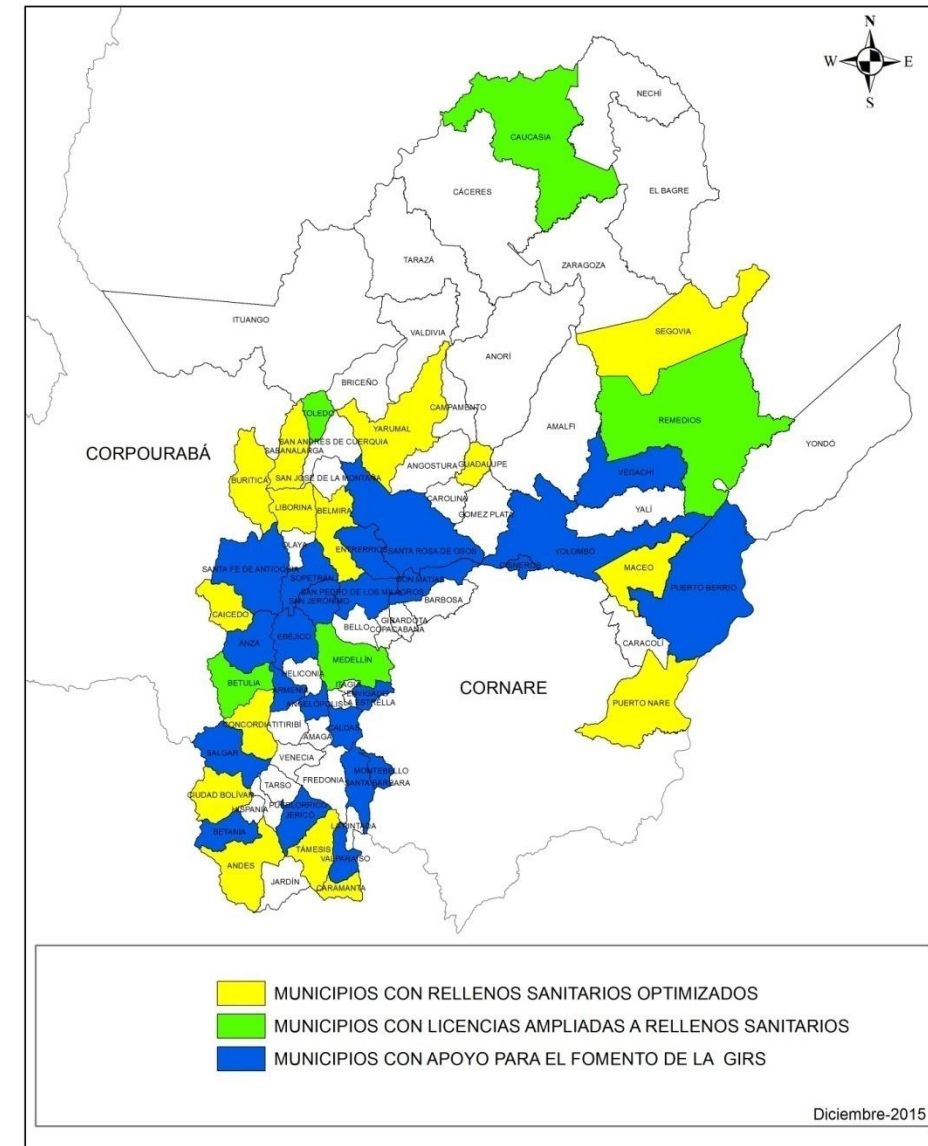 N
W E
S
NECHÍ
CAUCASIA
CÁCERES
EL BAGRE
TARAZÁ
ZARAGOZA
ITUANGO
SEGOVIA
VALDIVIA
ANORÍ
BRICEÑO
CAMPAMENTO
TOLEDO
YARUMAL
AMALFI
REMEDIOS
YONDÓ
SAN ANDRES DE CUERQUIA
CORPOURABÁ
SABANALARGA
ANGOSTURA
GUADALUPE
VEGACHÍ
BURITICÁ
SAN JOSÉ DE LA MONTAÑA
CAROLINA
LIBORINA
BELMIRA
GOMEZ PLATA
YALÍ
OLAYA
ENTRERRIOS
SANTA ROSA DE OSOS
YOLOMBÓ
SANTA FE DE ANTIOQUIA
SOPETRÁN
CISNEROS
MACEO
DON MATIAS
PUERTO BERRIO
SAN PEDRO DE LOS MILAGROS
SAN JERÓNIMO
BARBOSA
CAICEDO
GIRARDOTA
BELLO
COPACABANA
ANZA
EBÉJICO
CARACOLÍ
MEDELLÍN
HELICONIA
BETULIA
ITAGUI
CORNARE
ARMENIA
ENVIGADO
LA ESTRELLA
ANGELÓPOLIS
PUERTO NARE
CONCORDIA
TITIRIBÍ
CALDAS
AMAGÁ
SALGAR
VENECIA
MONTEBELLO
FREDONIA
SANTA BARBARA
TARSO
CIUDAD BOLÍVAR
PUEBLORRICO
HISPANIA
JERICÓ
LA PINTADA
BETANIA
TÁMESIS
VALPARAÍSO
ANDES
JARDÍN
CARAMANTA
MUNICIPIOS CON RELLENOS SANITARIOS OPTIMIZADOS
MUNICIPIOS CON LICENCIAS AMPLIADAS A RELLENOS SANITARIOS
MUNICIPIOS CON APOYO PARA EL FOMENTO DE LA GIRS
Diciembre-2015